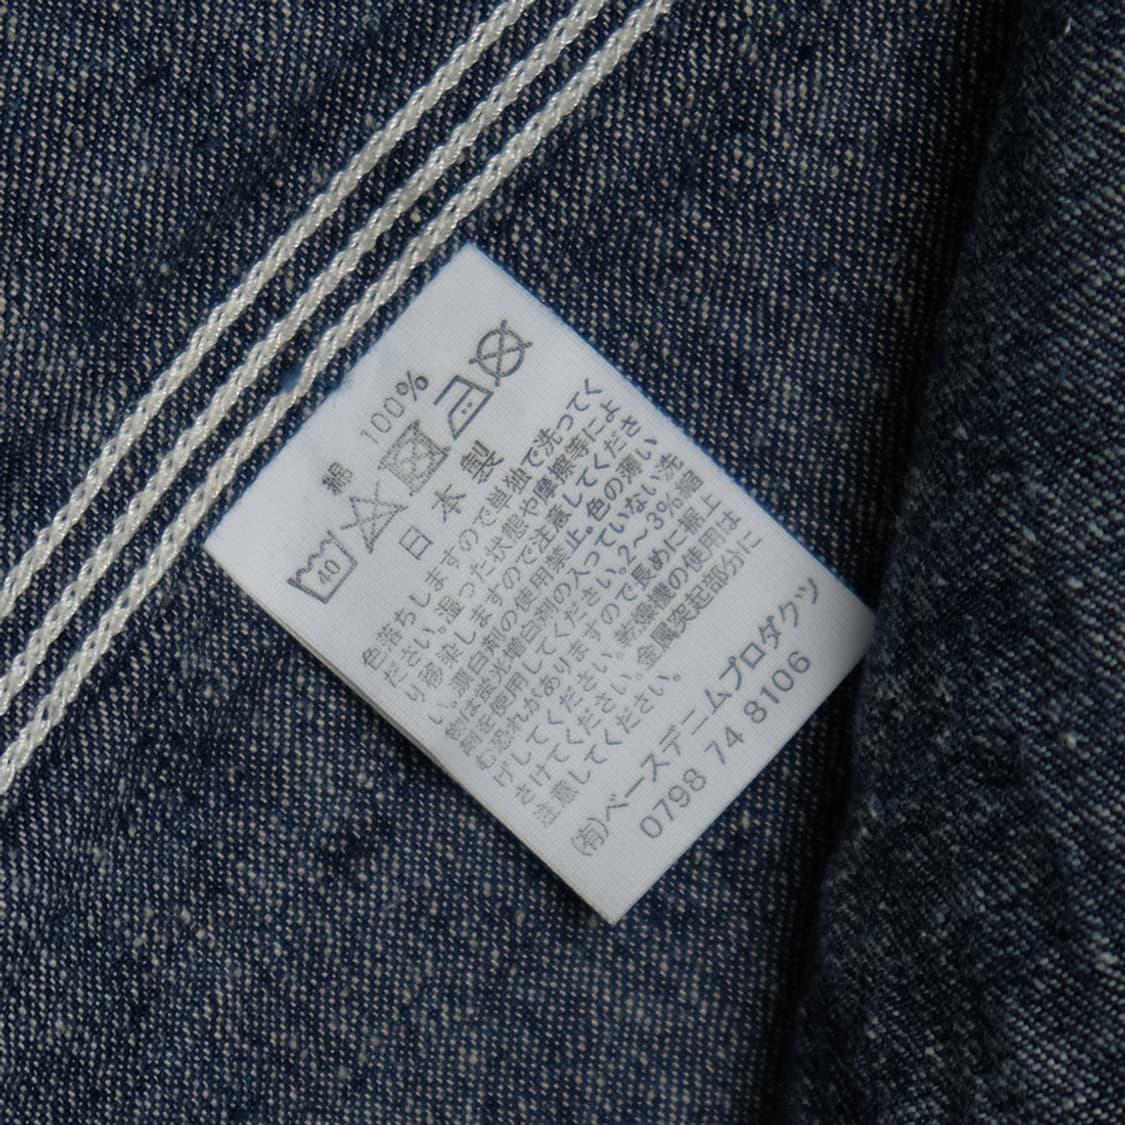 綿 100%
40
日本製
色落ちしますので単独で洗ってく
ださい。湿った状態や摩擦等によ
り移染しますので注意してくださ
い。漂白剤の使用禁止。色の薄い
物は蛍光増白剤の入っていない洗
剤を使用してください。2～3%縮
む恐れがありますので長めに裾上
げしてください。乾燥機の使用は
さけてください。金属突起部分に
注意してください。
(有)ベースデニムプロダクツ
0798 74 8106